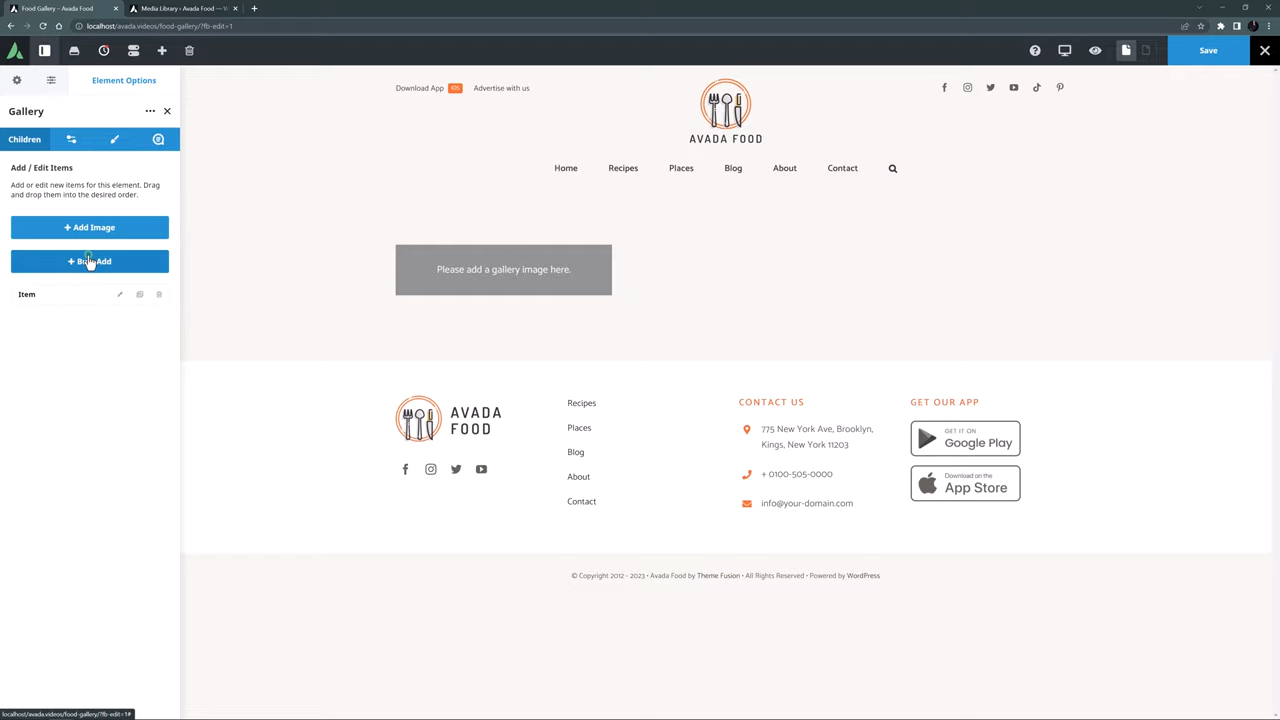 Food Gallery – Avada Food
Media Library ‹ Avada Food — W
localhost/avada.videos/food-gallery/?fb-edit=1
Save
Element Options
Gallery
Children
Add / Edit Items
Add or edit new items for this element. Drag
and drop them into the desired order.
+ Add Image
+ Bulk Add
Item
Download App
iOS
Advertise with us
AVADA FOOD
Home
Recipes
Places
Blog
About
Contact
Please add a gallery image here.
AVADA
FOOD
Recipes
Places
Blog
About
Contact
CONTACT US
775 New York Ave, Brooklyn,
Kings, New York 11203
+ 0100-505-0000
info@your-domain.com
GET OUR APP
GET IT ON
Google Play
Download on the
App Store
© Copyright 2012 - 2023 • Avada Food by Theme Fusion • All Rights Reserved • Powered by WordPress
localhost/avada.videos/food-gallery/?fb-edit=1#